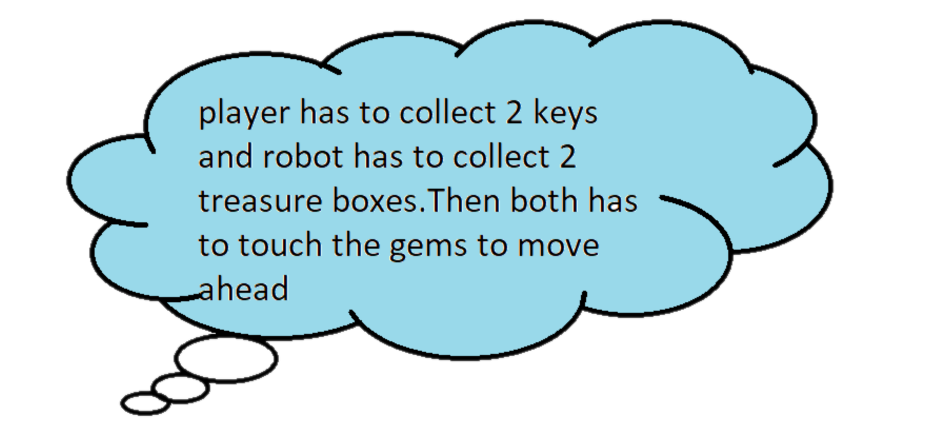 player has to collect 2 keys
and robot has to collect 2
treasure boxes.Then both has
to touch the gems to move
ahead